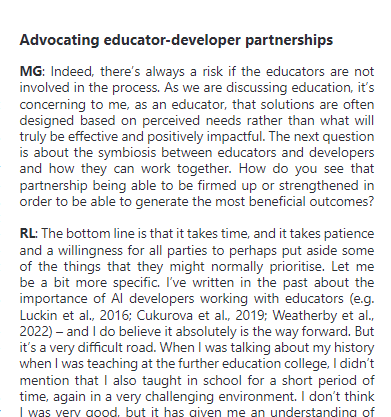 Advocating educator-developer partnerships
MG: Indeed, there’s always a risk if the educators are not
involved in the process. As we are discussing education, it’s
concerning to me, as an educator, that solutions are often
designed based on perceived needs rather than what will
truly be effective and positively impactful. The next question
is about the symbiosis between educators and developers
and how they can work together. How do you see that
partnership being able to be firmed up or strengthened in
order to be able to generate the most beneficial outcomes?
RL: The bottom line is that it takes time, and it takes patience
and a willingness for all parties to perhaps put aside some
of the things that they might normally prioritise. Let me
be a bit more specific. I’ve written in the past about the
importance of AI developers working with educators (e.g.
Luckin et al., 2016; Cukurova et al., 2019; Weatherby et al.,
2022) – and I do believe it absolutely is the way forward. But
it’s a very difficult road. When I was talking about my history
when I was teaching at the further education college, I didn’t
mention that I also taught in school for a short period of
time, again in a very challenging environment. I don’t think
I was very good, but it has given me an understanding of